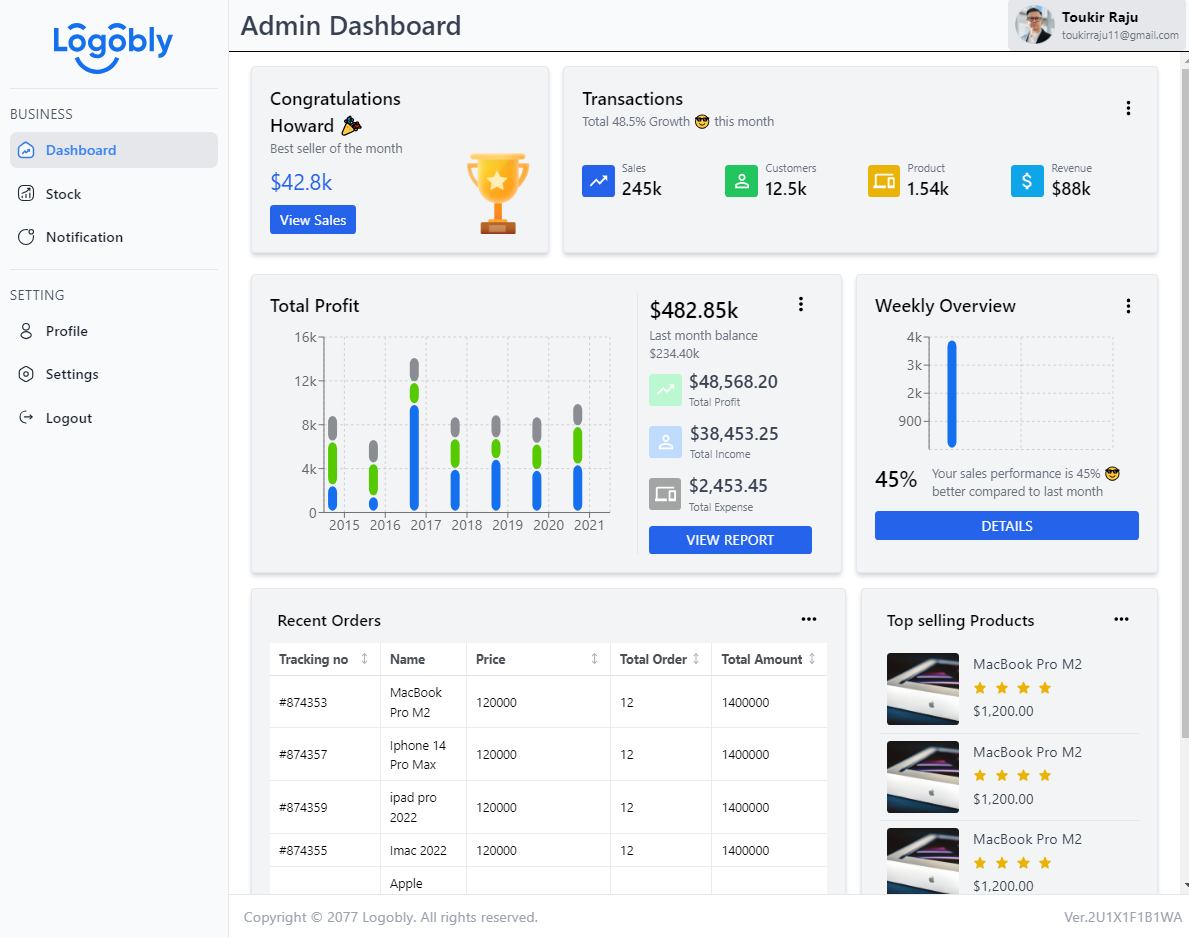 Logobly
Admin Dashboard
Toukir Raju
toukirraju11@gmail.com
BUSINESS
Dashboard
Stock
Notification
SETTING
Profile
Settings
Logout
Congratulations
Howard 🎉
Best seller of the month
$42.8k
View Sales
Transactions
Total 48.5% Growth 😎 this month
Sales
245k
Customers
12.5k
Product
1.54k
$
Revenue
$88k
Total Profit
16k
12k
8k
4k
0
2015 2016 2017 2018 2019 2020 2021
$482.85k
Last month balance
$234.40k
$48,568.20
Total Profit
$38,453.25
Total Income
$2,453.45
Total Expense
VIEW REPORT
Weekly Overview
4k
3k
2k
900
45%
Your sales performance is 45% 😎
better compared to last month
DETAILS
Recent Orders
Tracking no Name Price Total Order Total Amount
#874353 MacBook Pro M2 120000 12 1400000
#874357 Iphone 14 Pro Max 120000 12 1400000
#874359 ipad pro 2022 120000 12 1400000
#874355 Imac 2022 120000 12 1400000
Apple
Top selling Products
MacBook Pro M2
$1,200.00
MacBook Pro M2
$1,200.00
MacBook Pro M2
$1,200.00
Copyright © 2077 Logobly. All rights reserved.
Ver.2U1X1F1B1WA